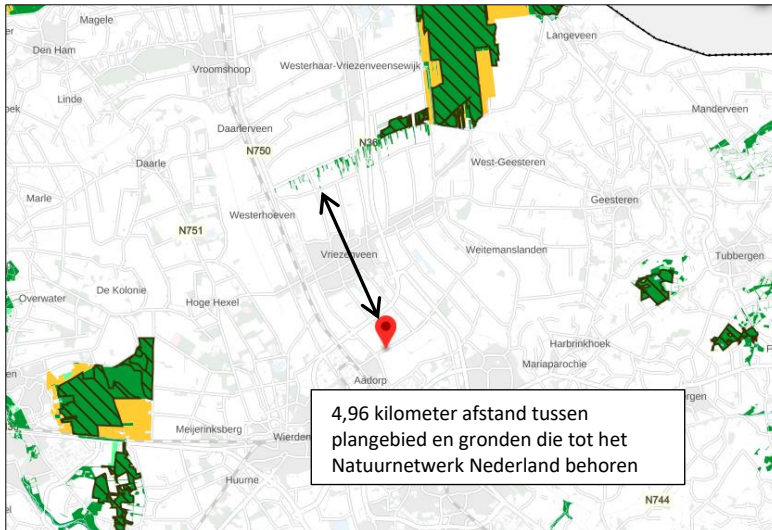 Magele
Den Ham
Langeveen
Vroomshoop
Westerhaar-Vriezenveensewijk
Linde
Manderveen
Daarlerveen
N36
N750
Daarle
West-Geesteren
Marle
Geesteren
Westerhoeven
N751
Vriezenveen
Weitemanslanden
Tubbergen
De Kolonie
Overwater
Hoge Hexel
Harbrinkhoek
Mariaparochie
Aadorp
Meijerinksberg
Wierden
Huurne
N744
4,96 kilometer afstand tussen
plangebied en gronden die tot het
Natuurnetwerk Nederland behoren